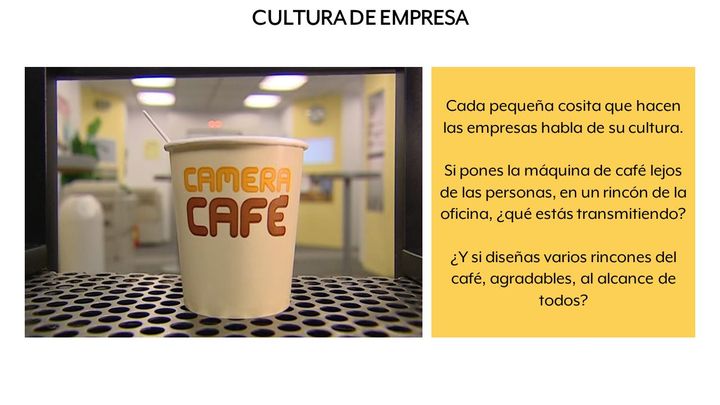 CULTURA DE EMPRESA
CAMERA
CAFÉ
Cada pequeña cosita que hacen
las empresas habla de su cultura.
Si pones la máquina de café lejos
de las personas, en un rincón de la
oficina, ¿qué estás transmitiendo?
¿Y si diseñas varios rincones del
café, agradables, al alcance de
todos?